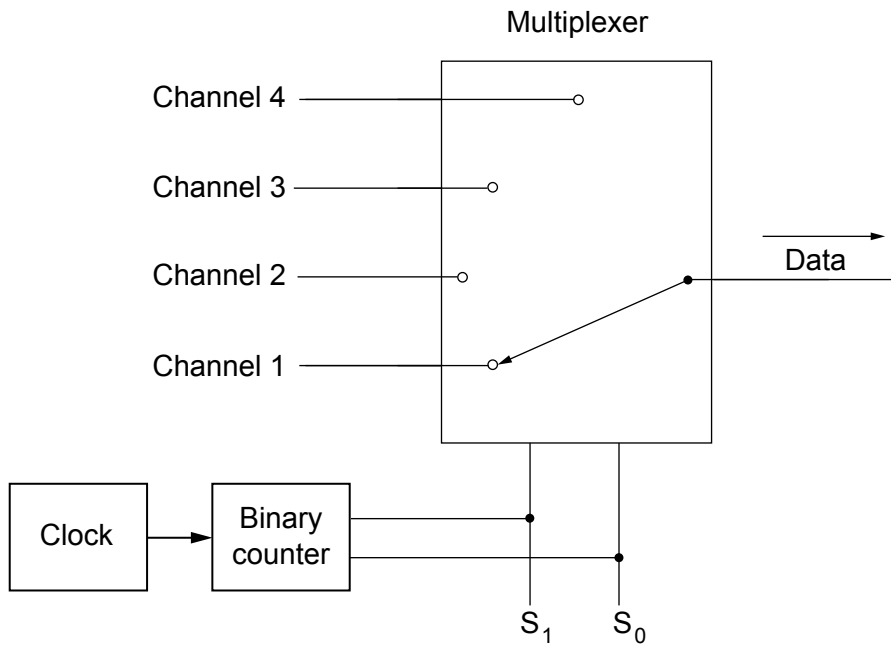 Multiplexer
Channel 4
Channel 3
Channel 2
Channel 1
Data
Clock
Binary
counter
S₁
S₀